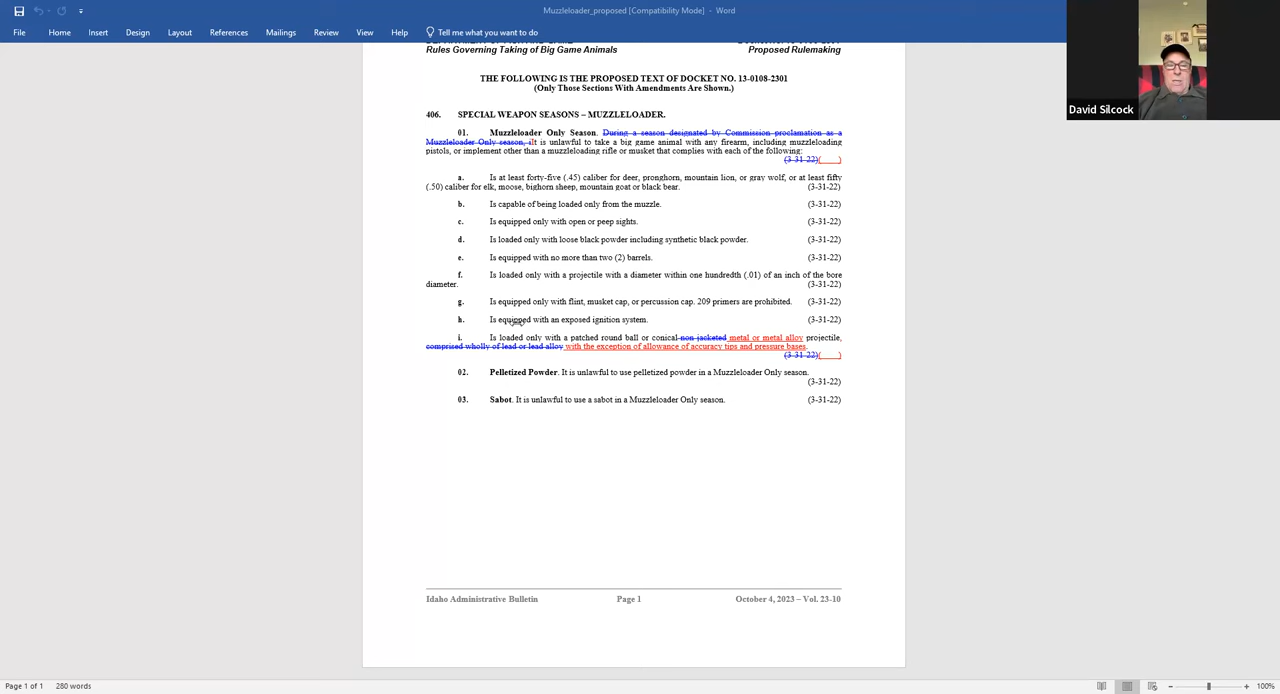 Muzzleloader_proposed [Compatibility Mode] - Word
File Home Insert Design Layout References Mailings Review View Help Tell me what you want to do
David Silcock
Rules Governing Taking of Big Game Animals Proposed Rulemaking
THE FOLLOWING IS THE PROPOSED TEXT OF DOCKET NO. 13-0108-2301
(Only Those Sections With Amendments Are Shown.)
406. SPECIAL WEAPON SEASONS – MUZZLELOADER.
01. Muzzleloader Only Season. During a season designated by Commission proclamation as a
Muzzleloader Only season, iIt is unlawful to take a big game animal with any firearm, including muzzleloading
pistols, or implement other than a muzzleloading rifle or musket that complies with each of the following:
(3-31-22)( )
a. Is at least forty-five (.45) caliber for deer, pronghorn, mountain lion, or gray wolf, or at least fifty
(.50) caliber for elk, moose, bighorn sheep, mountain goat or black bear. (3-31-22)
b. Is capable of being loaded only from the muzzle. (3-31-22)
c. Is equipped only with open or peep sights. (3-31-22)
d. Is loaded only with loose black powder including synthetic black powder. (3-31-22)
e. Is equipped with no more than two (2) barrels. (3-31-22)
f. Is loaded only with a projectile with a diameter within one hundredth (.01) of an inch of the bore
diameter. (3-31-22)
g. Is equipped only with flint, musket cap, or percussion cap. 209 primers are prohibited. (3-31-22)
h. Is equipped with an exposed ignition system. (3-31-22)
i. Is loaded only with a patched round ball or conical non-jacketed metal or metal alloy projectile,
comprised wholly of lead or lead alloy with the exception of allowance of accuracy tips and pressure bases.
(3-31-22)( )
02. Pelletized Powder. It is unlawful to use pelletized powder in a Muzzleloader Only season.
(3-31-22)
03. Sabot. It is unlawful to use a sabot in a Muzzleloader Only season. (3-31-22)
Idaho Administrative Bulletin Page 1 October 4, 2023 – Vol. 23-10
Page 1 of 1 280 words 100%